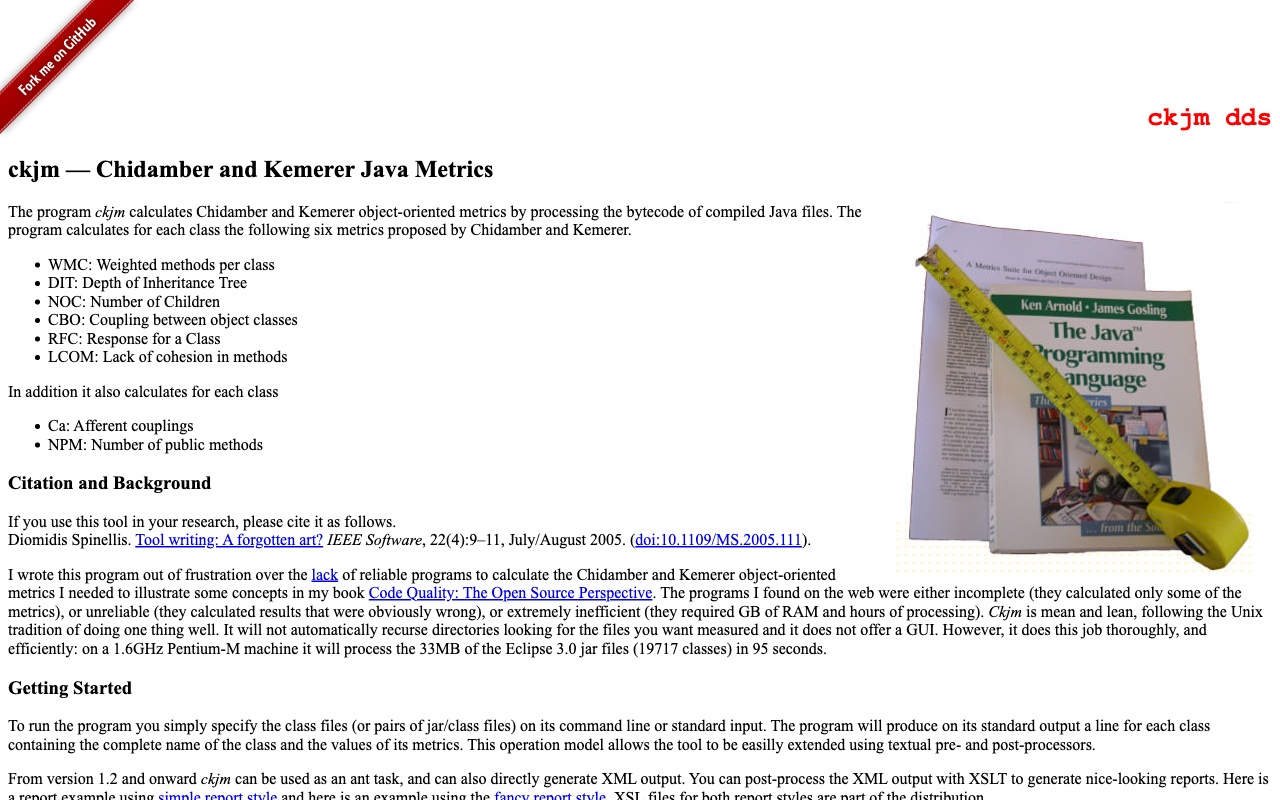 Fork me on GitHub
ckjm dds
ckjm — Chidamber and Kemerer Java Metrics
The program ckjm calculates Chidamber and Kemerer object-oriented metrics by processing the bytecode of compiled Java files. The
program calculates for each class the following six metrics proposed by Chidamber and Kemerer.
WMC: Weighted methods per class
DIT: Depth of Inheritance Tree
NOC: Number of Children
CBO: Coupling between object classes
RFC: Response for a Class
LCOM: Lack of cohesion in methods
In addition it also calculates for each class
Ca: Afferent couplings
NPM: Number of public methods
A Metrics Suite for Object Oriented Design
Ken Arnold • James Gosling
The Java™
Programming
Language
... from the
Citation and Background
If you use this tool in your research, please cite it as follows.
Diomidis Spinellis. Tool writing: A forgotten art? IEEE Software, 22(4):9–11, July/August 2005. (doi:10.1109/MS.2005.111).
I wrote this program out of frustration over the lack of reliable programs to calculate the Chidamber and Kemerer object-oriented
metrics I needed to illustrate some concepts in my book Code Quality: The Open Source Perspective. The programs I found on the web were either incomplete (they calculated only some of the
metrics), or unreliable (they calculated results that were obviously wrong), or extremely inefficient (they required GB of RAM and hours of processing). Ckjm is mean and lean, following the Unix
tradition of doing one thing well. It will not automatically recurse directories looking for the files you want measured and it does not offer a GUI. However, it does this job thoroughly, and
efficiently: on a 1.6GHz Pentium-M machine it will process the 33MB of the Eclipse 3.0 jar files (19717 classes) in 95 seconds.
Getting Started
To run the program you simply specify the class files (or pairs of jar/class files) on its command line or standard input. The program will produce on its standard output a line for each class
containing the complete name of the class and the values of its metrics. This operation model allows the tool to be easilly extended using textual pre- and post-processors.
From version 1.2 and onward ckjm can be used as an ant task, and can also directly generate XML output. You can post-process the XML output with XSLT to generate nice-looking reports. Here is
a report example using simple report style and here is an example using the fancy report style. XSL files for both report styles are part of the distribution.